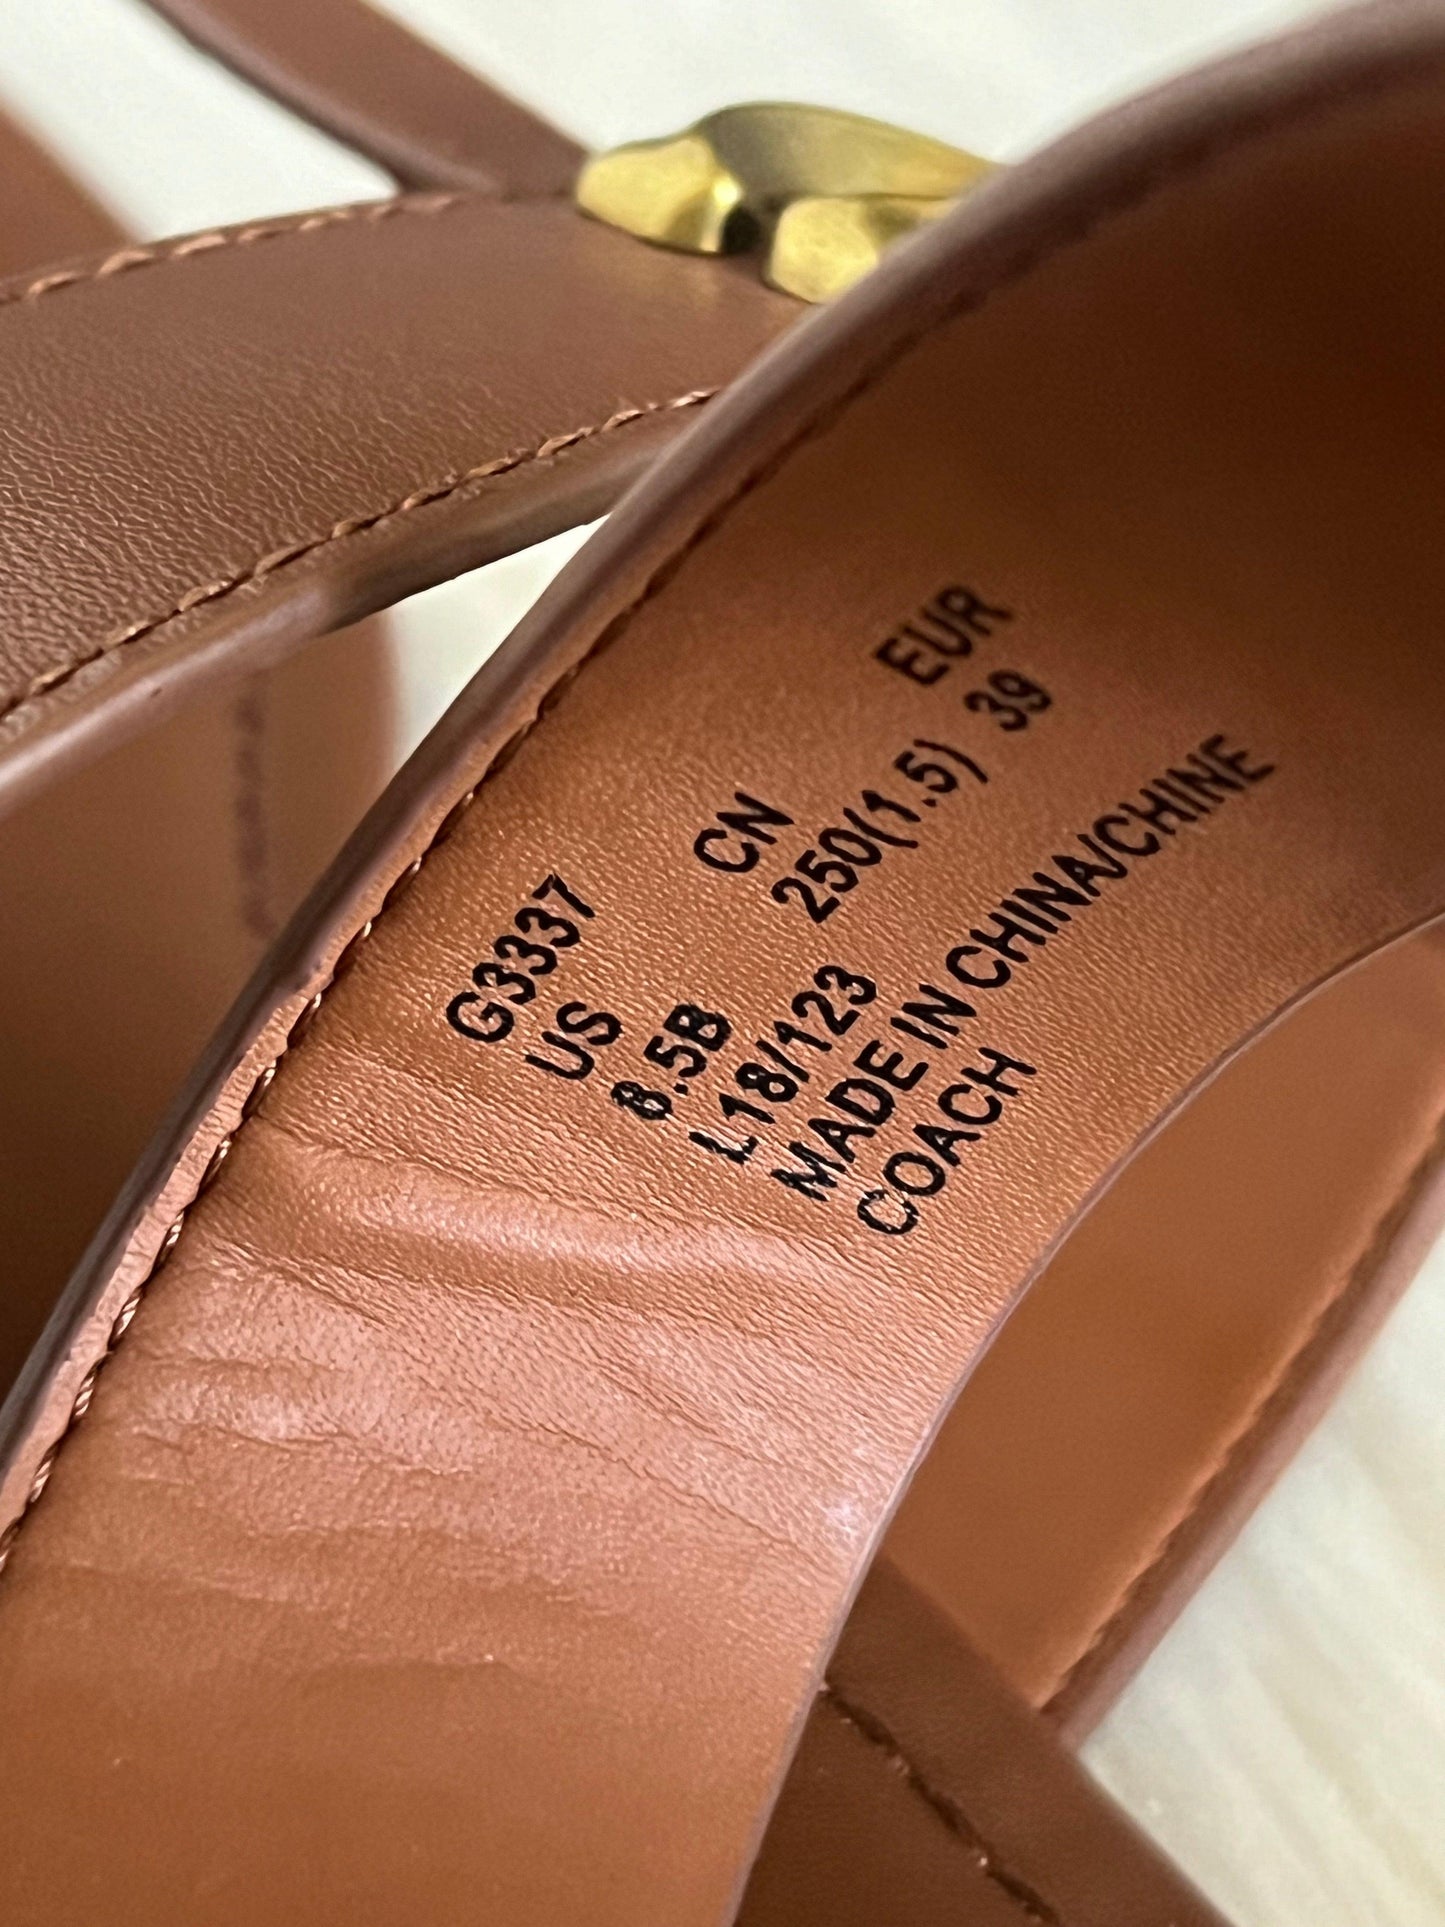 G3337
US CN EUR
8.5B 250(1.5) 39
L18/123
MADE IN CHINA/CHINE
COACH